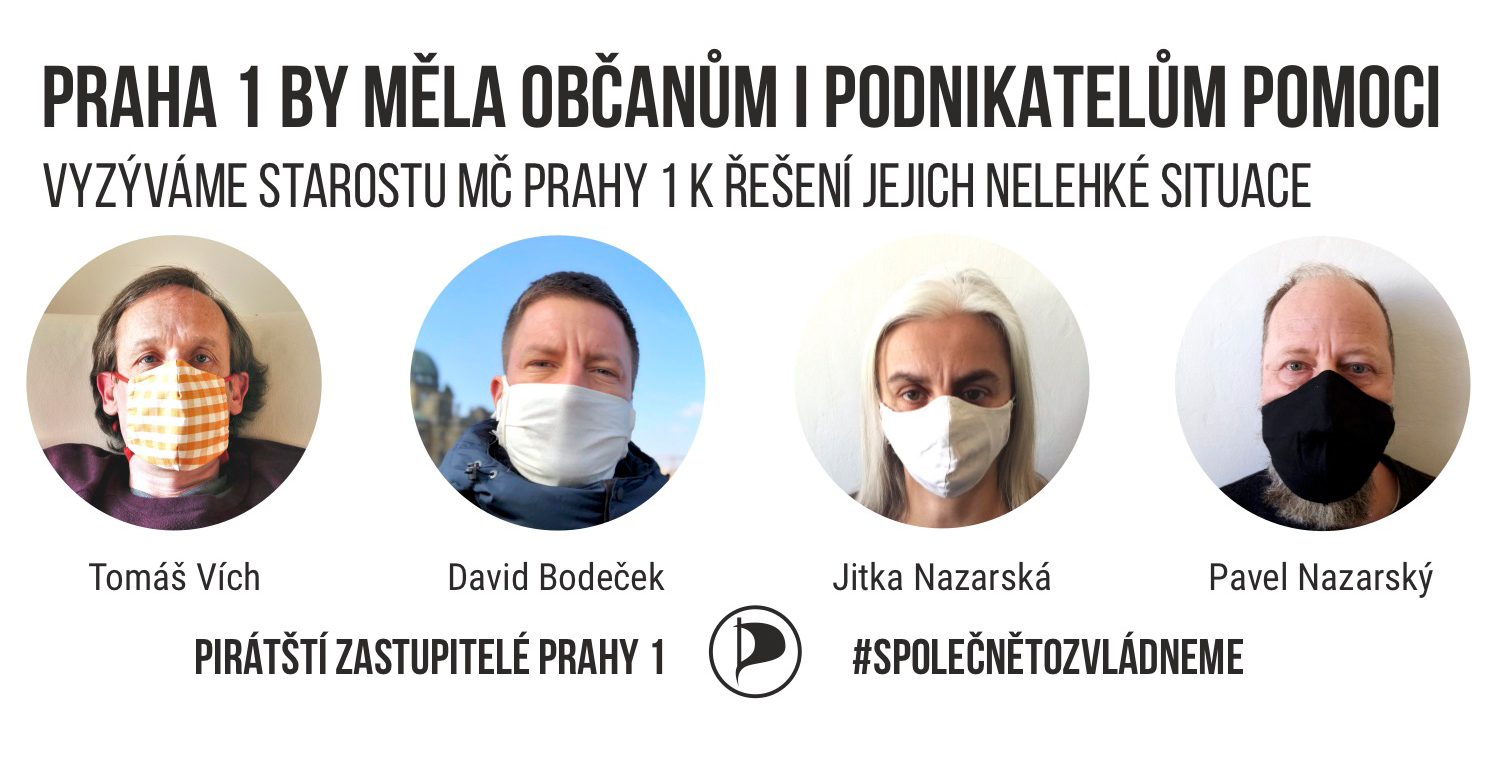 PRAHA 1 BY MĚLA OBČANŮM I PODNIKATELŮM POMOCI
VYZÝVÁME STAROSTU MČ PRAHY 1 K ŘEŠENÍ JEJICH NELEHKÉ SITUACE
Tomáš Vích
David Bodeček
Jitka Nazarská
Pavel Nazarský
PIRÁTŠTÍ ZASTUPITELÉ PRAHY 1
#SPOLEČNĚTOZVLÁDNEME